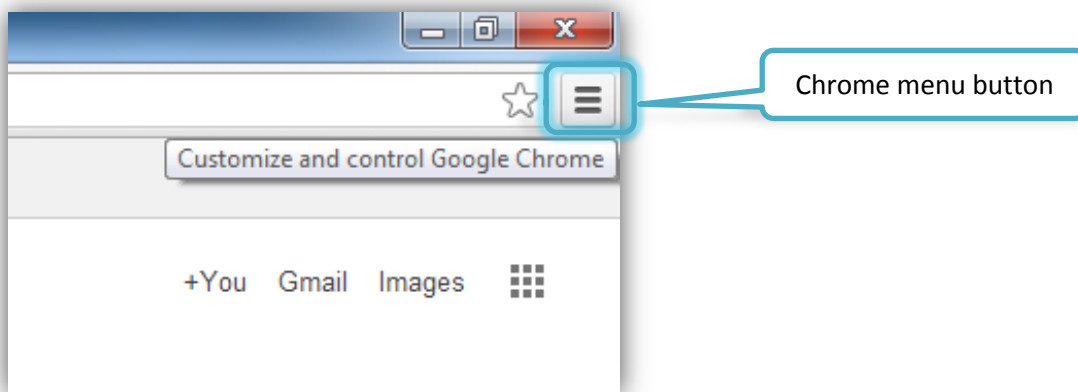 Chrome menu button
Customize and control Google Chrome
+You Gmail Images